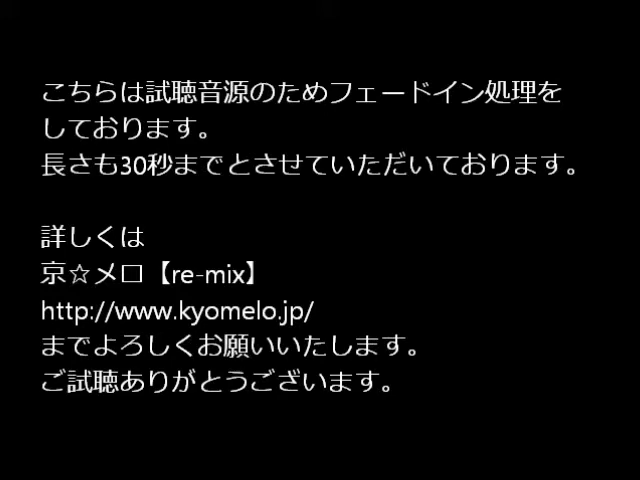 こちらは試聴音源のためフェードイン処理を
しております。
長さも30秒までとさせていただいております。
詳しくは
京☆メロ【re-mix】
http://www.kyomelo.jp/
までよろしくお願いいたします。
ご試聴ありがとうございます。